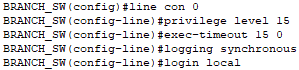 BRANCH_SW(config)#line con 0
BRANCH_SW(config-line)#privilege level 15
BRANCH_SW(config-line)#exec-timeout 15 0
BRANCH_SW(config-line)#logging synchronous
BRANCH_SW(config-line)#login local